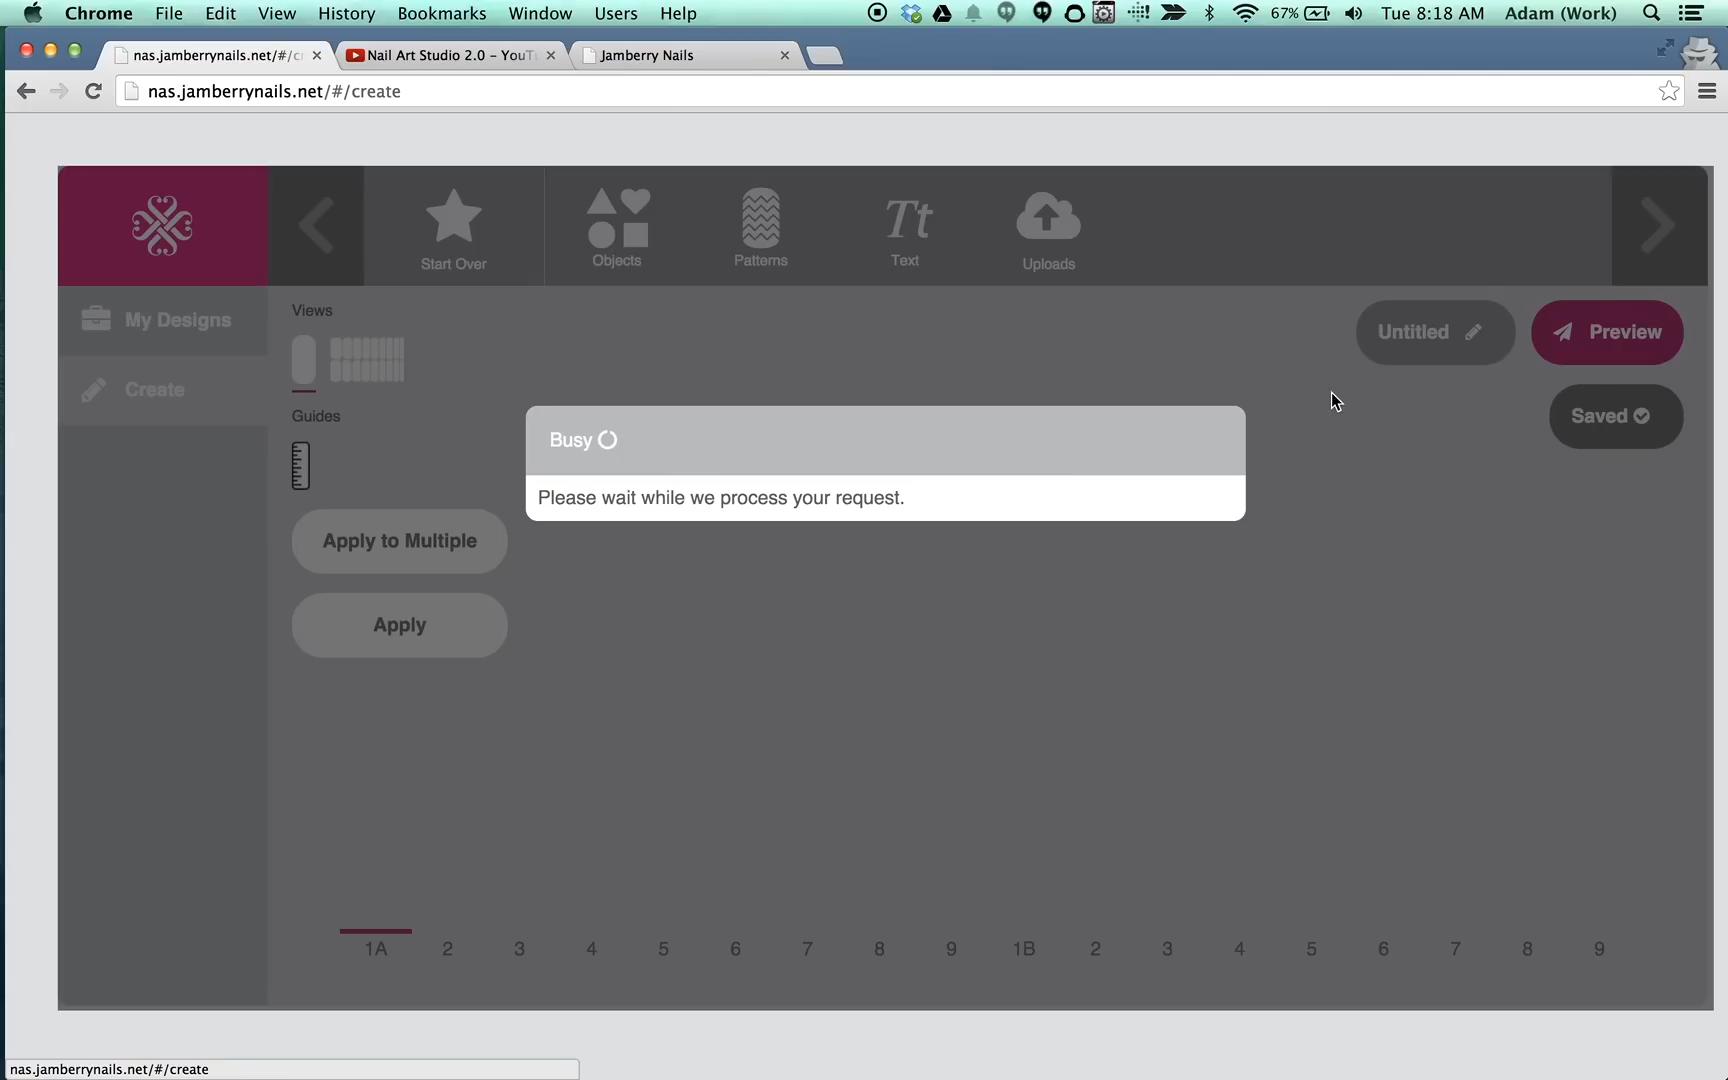 Chrome File Edit View History Bookmarks Window Users Help 67% Tue 8:18 AM Adam (Work)
nas.jamberrynails.net/#/c Nail Art Studio 2.0 – YouT Jamberry Nails
nas.jamberrynails.net/#/create
Start Over Objects Patterns Tt Text Uploads
My Designs
Create
Views
Untitled Preview
Guides
Saved
Busy
Please wait while we process your request.
Apply to Multiple
Apply
1A 2 3 4 5 6 7 8 9 1B 2 3 4 5 6 7 8 9
nas.jamberrynails.net/#/create